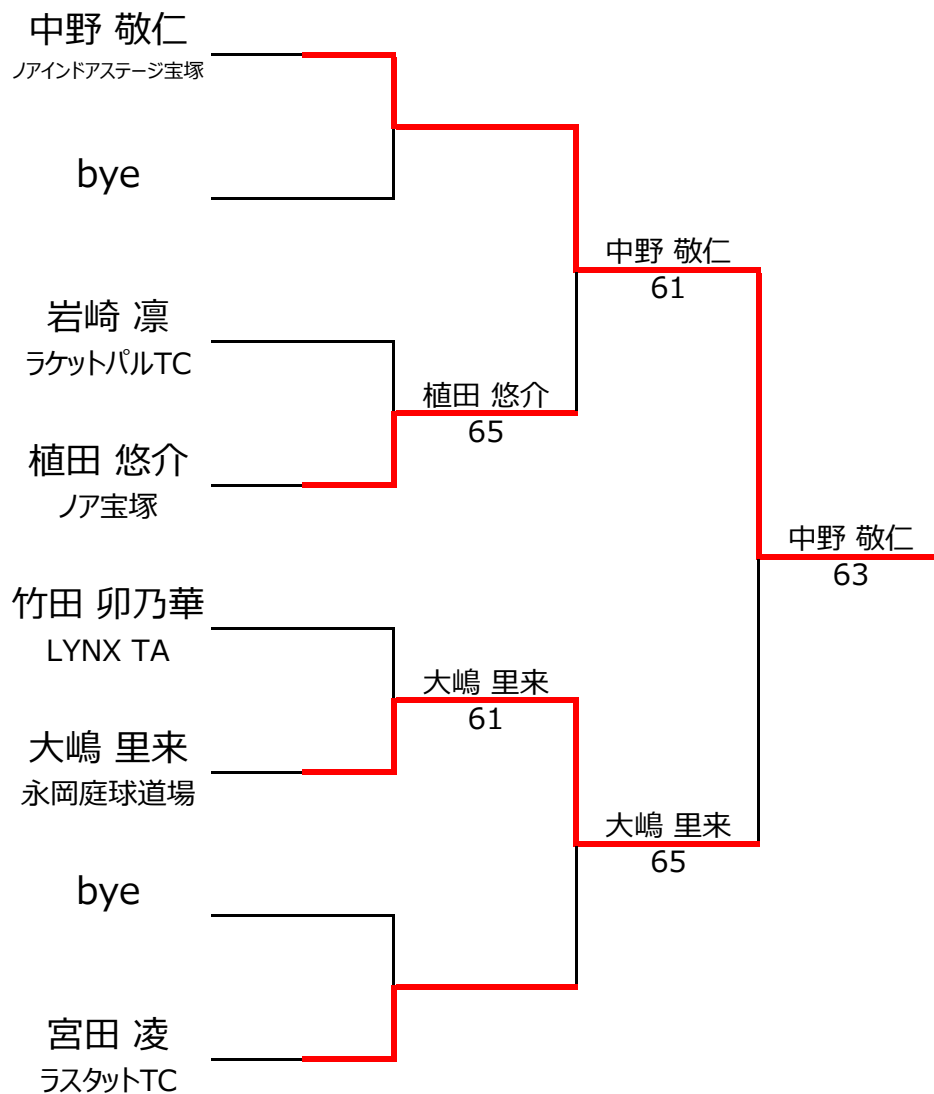 中野 敬仁
ノアインドアステージ宝塚
bye
岩崎 凛
ラケットパルTC
植田 悠介
ノア宝塚
竹田 卯乃華
LYNX TA
大嶋 里来
永岡庭球道場
bye
宮田 凌
ラスタットTC
植田 悠介
65
大嶋 里来
61
中野 敬仁
61
大嶋 里来
65
中野 敬仁
63